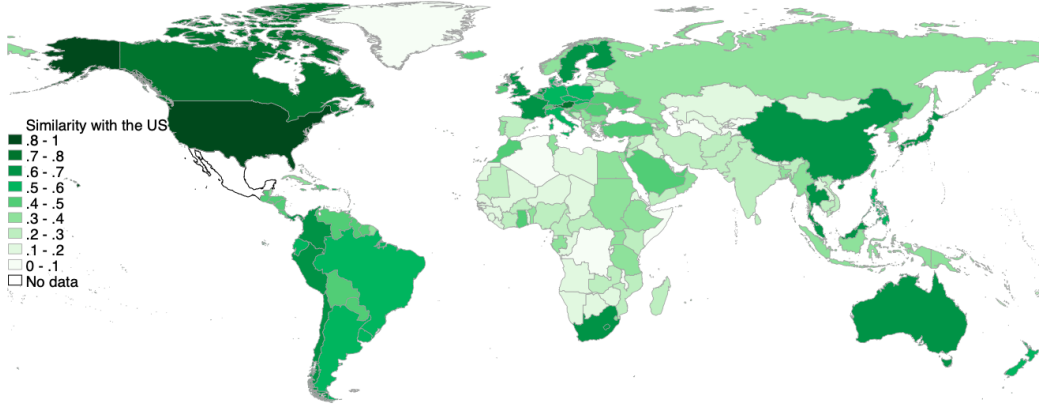 Similarity with the US
.8 - 1
.7 - .8
.6 - .7
.5 - .6
.4 - .5
.3 - .4
.2 - .3
.1 - .2
0 - .1
No data